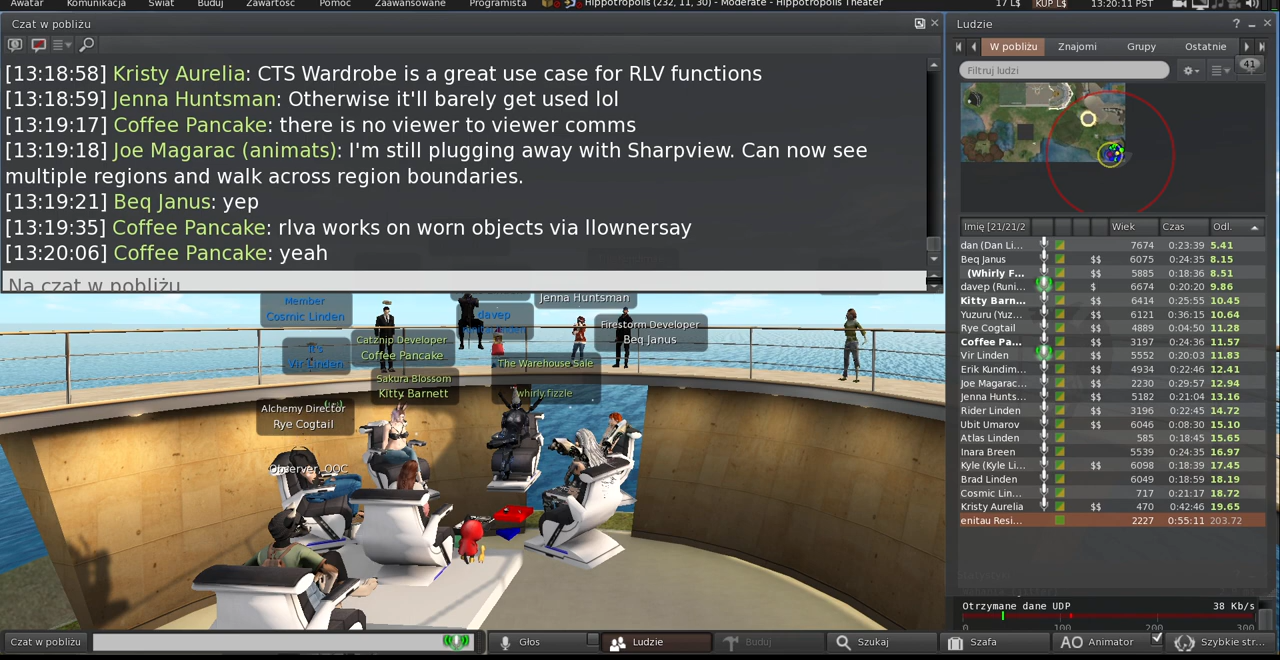 Awatar Komunikacja Świat Buduj Zawartość Pomoc Zaawansowane Programista Hippotropolis (232, 11, 30) - Moderate - Hippotropolis Theater 17 L$ KUP L$ 13:20:11 PST
Czat w pobliżu
[13:18:58] Kristy Aurelia: CTS Wardrobe is a great use case for RLV functions
[13:18:59] Jenna Huntsman: Otherwise it'll barely get used lol
[13:19:17] Coffee Pancake: there is no viewer to viewer comms
[13:19:18] Joe Magarac (animats): I'm still plugging away with Sharpview. Can now see
multiple regions and walk across region boundaries.
[13:19:21] Beq Janus: yep
[13:19:35] Coffee Pancake: rlva works on worn objects via llownersay
[13:20:06] Coffee Pancake: yeah
Na czat w pobliżu
Ludzie
W pobliżu Znajomi Grupy Ostatnie
Filtruj ludzi
41
Imię [21/21/2 Wiek Czas Odl.
dan (Dan Li... 7674 0:23:39 5.41
Beq Janus $$ 6075 0:24:35 8.15
(Whirly F... $$ 5885 0:18:36 8.51
davep (Runi... $ 6674 0:20:20 9.86
Kitty Barn... $$ 6414 0:25:55 10.45
Yuzuru (Yuz... $$ 6121 0:36:15 10.64
Rye Cogtail $$ 4889 0:04:50 11.28
Coffee Pa... $$ 3197 0:24:36 11.57
Vir Linden $$ 5552 0:20:03 11.83
Erik Kundim... $$ 4934 0:22:46 12.41
Joe Magarac... $$ 2230 0:29:57 12.94
Jenna Hunts... $$ 5182 0:21:04 13.16
Rider Linden $$ 3196 0:22:45 14.72
Ubit Umarov $$ 6046 0:08:30 15.10
Atlas Linden 585 0:18:45 15.65
Inara Breen 5539 0:24:35 16.97
Kyle (Kyle Li... $$ 6098 0:18:39 17.45
Brad Linden 6049 0:18:59 18.19
Cosmic Lin... 717 0:21:17 18.72
Kristy Aurelia $$ 470 0:42:46 19.65
enitau Resi... 2227 0:55:11 203.72
Otrzymane dane UDP 38 Kb/s
0 100 200 300
Member
Cosmic Linden
Jenna Huntsman
davep
Firestorm Developer
Beq Janus
It's
Vir Linden
Catznip Developer
Coffee Pancake
The Warehouse Sale
whirly.fizzle
Sakura Blossom
Kitty Barnett
Alchemy Director
Rye Cogtail
Observer, OOC
Czat w pobliżu Głos Ludzie Buduj Szukaj Szafa AO Animator Szybkie str...